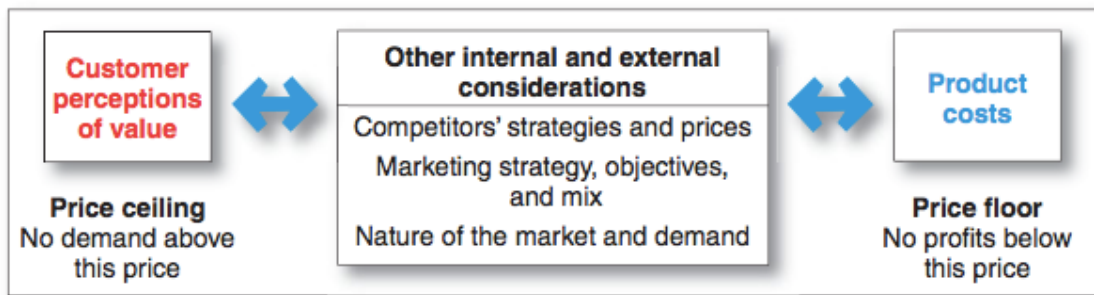 Customer
perceptions
of value
Price ceiling
No demand above
this price
Other internal and external
considerations
Competitors’ strategies and prices
Marketing strategy, objectives,
and mix
Nature of the market and demand
Product
costs
Price floor
No profits below
this price